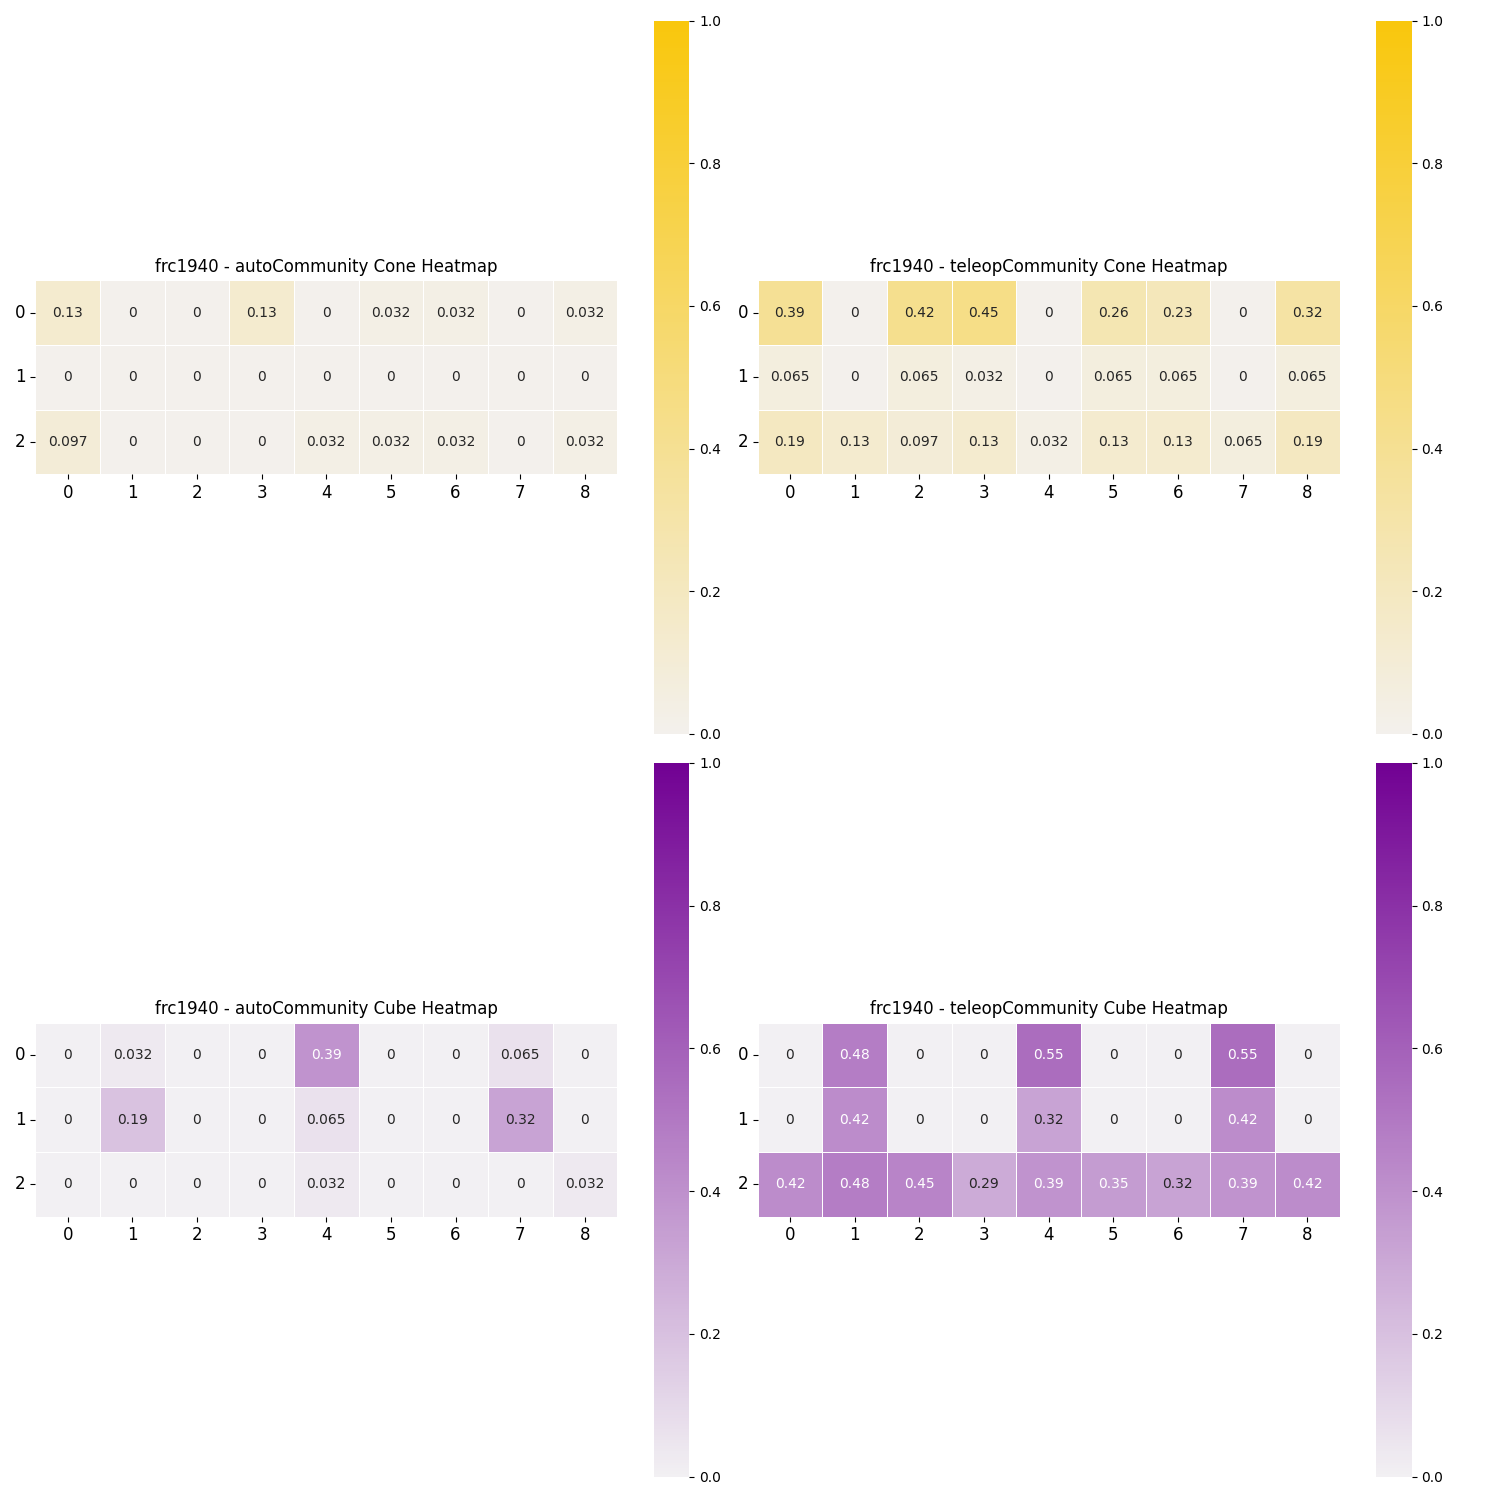 frc1940 - autoCommunity Cone Heatmap
0 0.13 0 0 0.13 0 0.032 0.032 0 0.032
1 0 0 0 0 0 0 0 0 0
2 0.097 0 0 0 0.032 0.032 0.032 0 0.032
0 1 2 3 4 5 6 7 8
1.0
0.8
0.6
0.4
0.2
0.0
frc1940 - teleopCommunity Cone Heatmap
0 0.39 0 0.42 0.45 0 0.26 0.23 0 0.32
1 0.065 0 0.065 0.032 0 0.065 0.065 0 0.065
2 0.19 0.13 0.097 0.13 0.032 0.13 0.13 0.065 0.19
0 1 2 3 4 5 6 7 8
1.0
0.8
0.6
0.4
0.2
0.0
frc1940 - autoCommunity Cube Heatmap
0 0 0.032 0 0 0.39 0 0 0.065 0
1 0 0.19 0 0 0.065 0 0 0.32 0
2 0 0 0 0 0.032 0 0 0 0.032
0 1 2 3 4 5 6 7 8
1.0
0.8
0.6
0.4
0.2
0.0
frc1940 - teleopCommunity Cube Heatmap
0 0 0.48 0 0 0.55 0 0 0.55 0
1 0 0.42 0 0 0.32 0 0 0.42 0
2 0.42 0.48 0.45 0.29 0.39 0.35 0.32 0.39 0.42
0 1 2 3 4 5 6 7 8
1.0
0.8
0.6
0.4
0.2
0.0